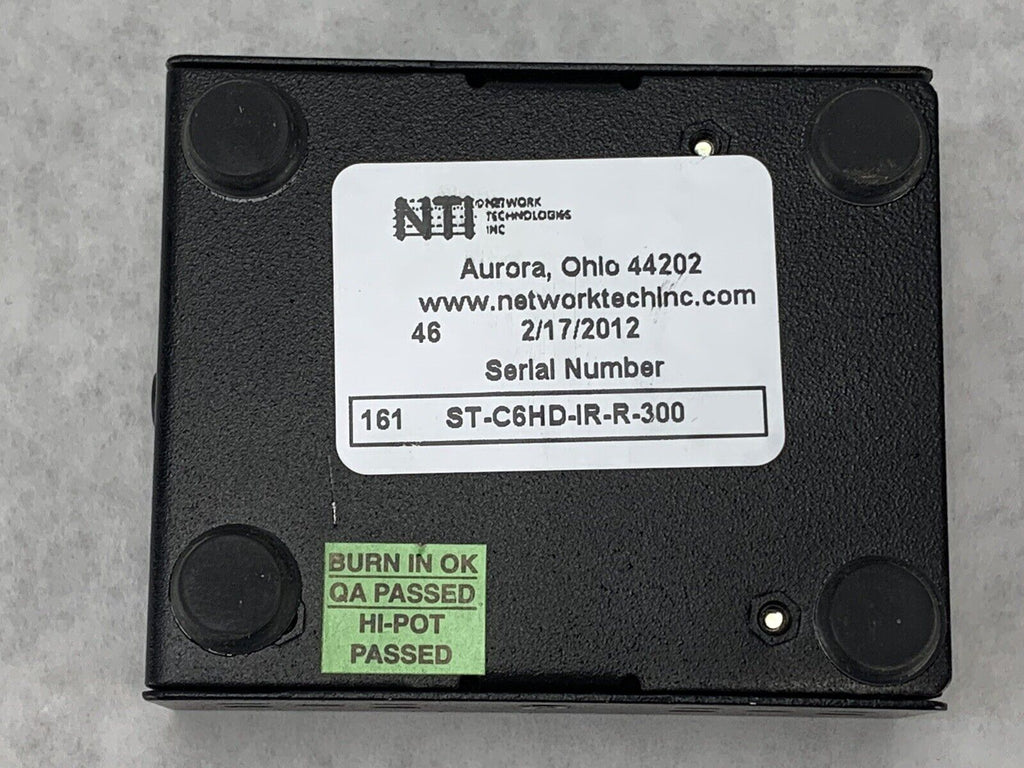 NTI NETWORK
TECHNOLOGIES
INC
Aurora, Ohio 44202
www.networktechinc.com
46 2/17/2012
Serial Number
161 ST-C6HD-IR-R-300
BURN IN OK
QA PASSED
HI-POT
PASSED